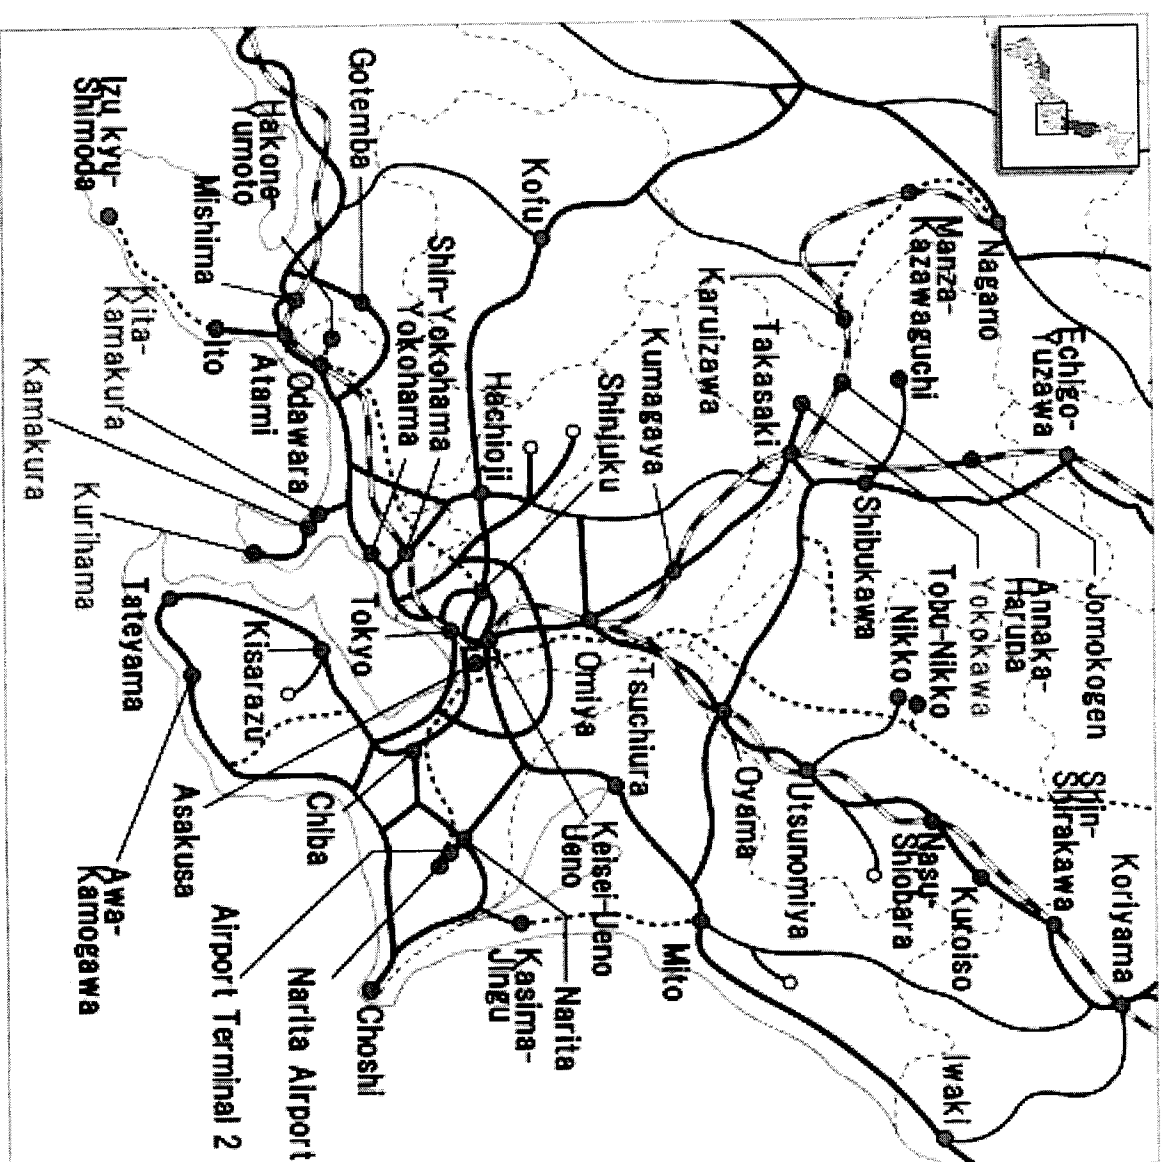 Koriyama
Jomokogen
Shin-
Shirakawa
Echigo-
Yuzawa
Annaka-
Haruna
Nagano
Yokokawa
Kuroiso
Iwaki
Manza-
Kazawaguchi
Tobu-Nikko
Nasu-
Shobara
Nikko
Shibukawa
Utsunomiya
Takasaki
Oyama
Karuizawa
Mito
Kumagaya
Tsuchiura
Shinjuku
Keisei-Ueno
Ueno
Omiya
Narita
Kofu
Kasima-
Jingu
Hachioji
Shin-Yokohama
Yokohama
Gotemba
Tokyo
Choshi
Chiba
Narita Airport
Odawara
Hakone-
Yumoto
Atami
Kisarazu
Airport Terminal 2
Ito
Mishima
Asakusa
Kita-
Kamakura
Tateyama
Izu kyu-
Shimoda
Awa-
Kamogawa
Kurihama
Kamakura